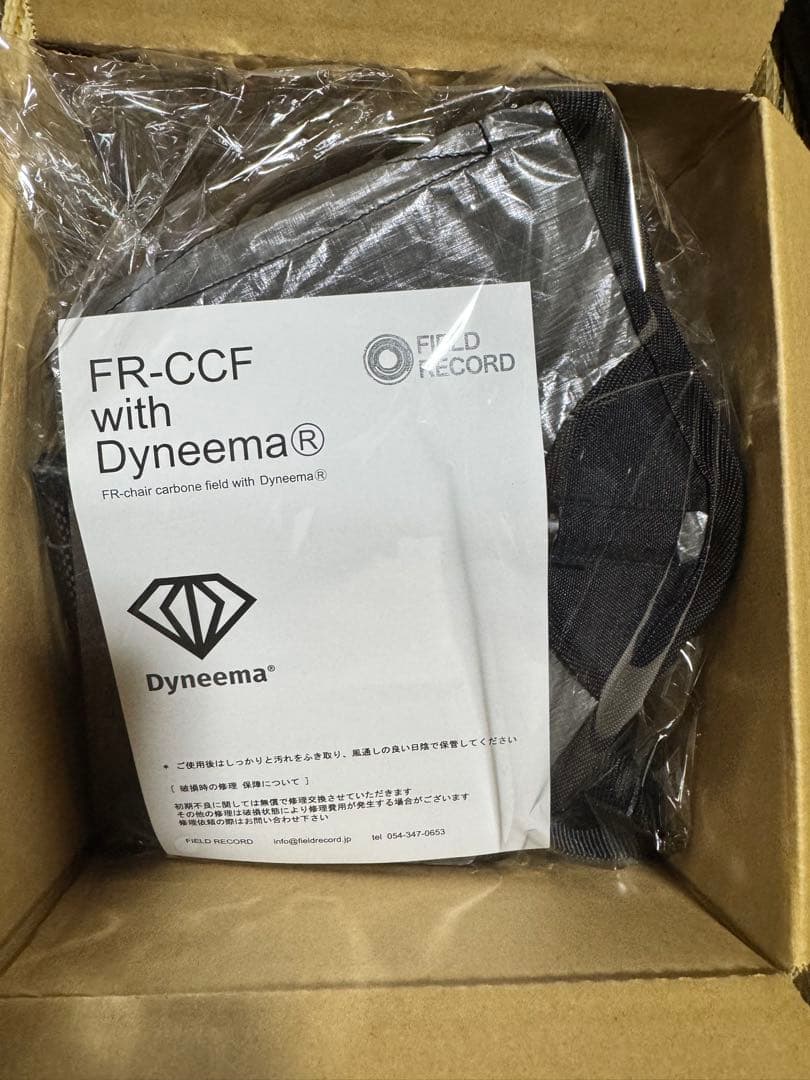 FR-CCF
with
Dyneema®
FR-chair carbone field with Dyneema®
FIELD
RECORD
Dyneema®
* ご使用後はしっかりと汚れをふき取り、風通しの良い日陰で保管してください
[ 破損時の修理 保障について ]
初期不良に関しては無償で修理交換させていただきます
その他の修理は破損状態により修理費用が発生する場合がございます
修理依頼の際はお問い合わせ下さい
FIELD RECORD info@fieldrecord.jp tel 054-347-0653